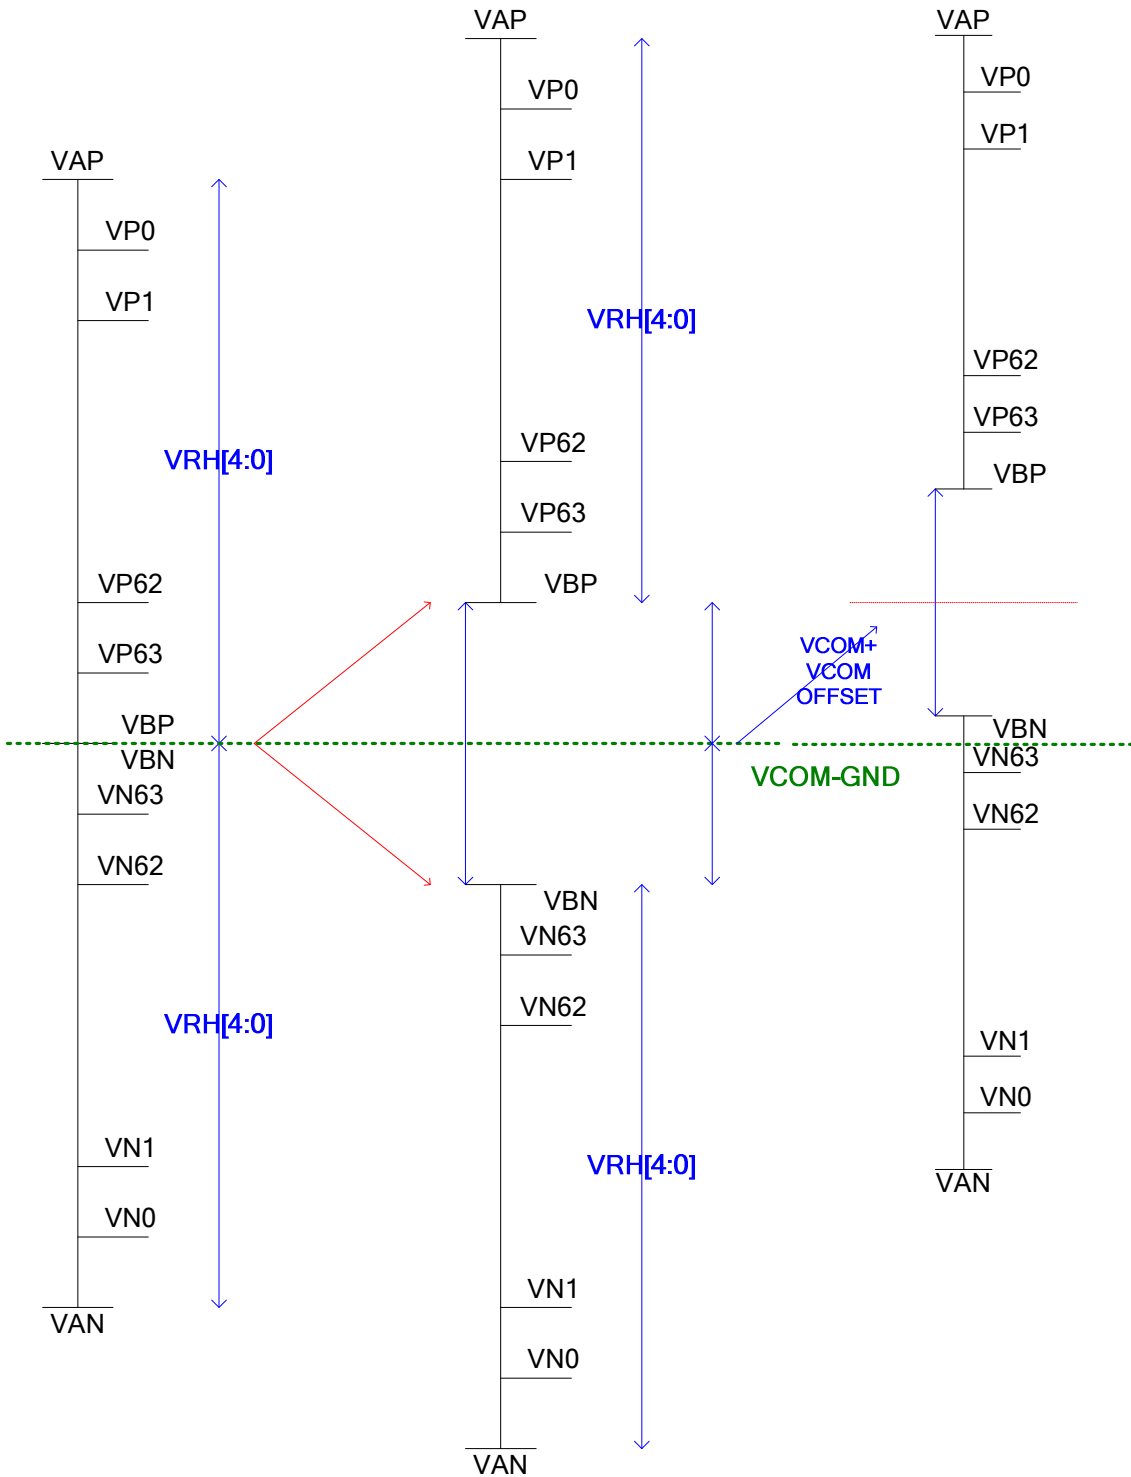 VAP
VP0
VP1
VRH[4:0]
VP62
VP63
VBP
VBN
VN63
VN62
VRH[4:0]
VN1
VN0
VAN
VAP
VP0
VP1
VRH[4:0]
VP62
VP63
VBP
VBN
VN63
VN62
VRH[4:0]
VN1
VN0
VAN
VCOM+
VCOM
OFFSET
VCOM-GND
VAP
VP0
VP1
VP62
VP63
VBP
VBN
VN63
VN62
VN1
VN0
VAN